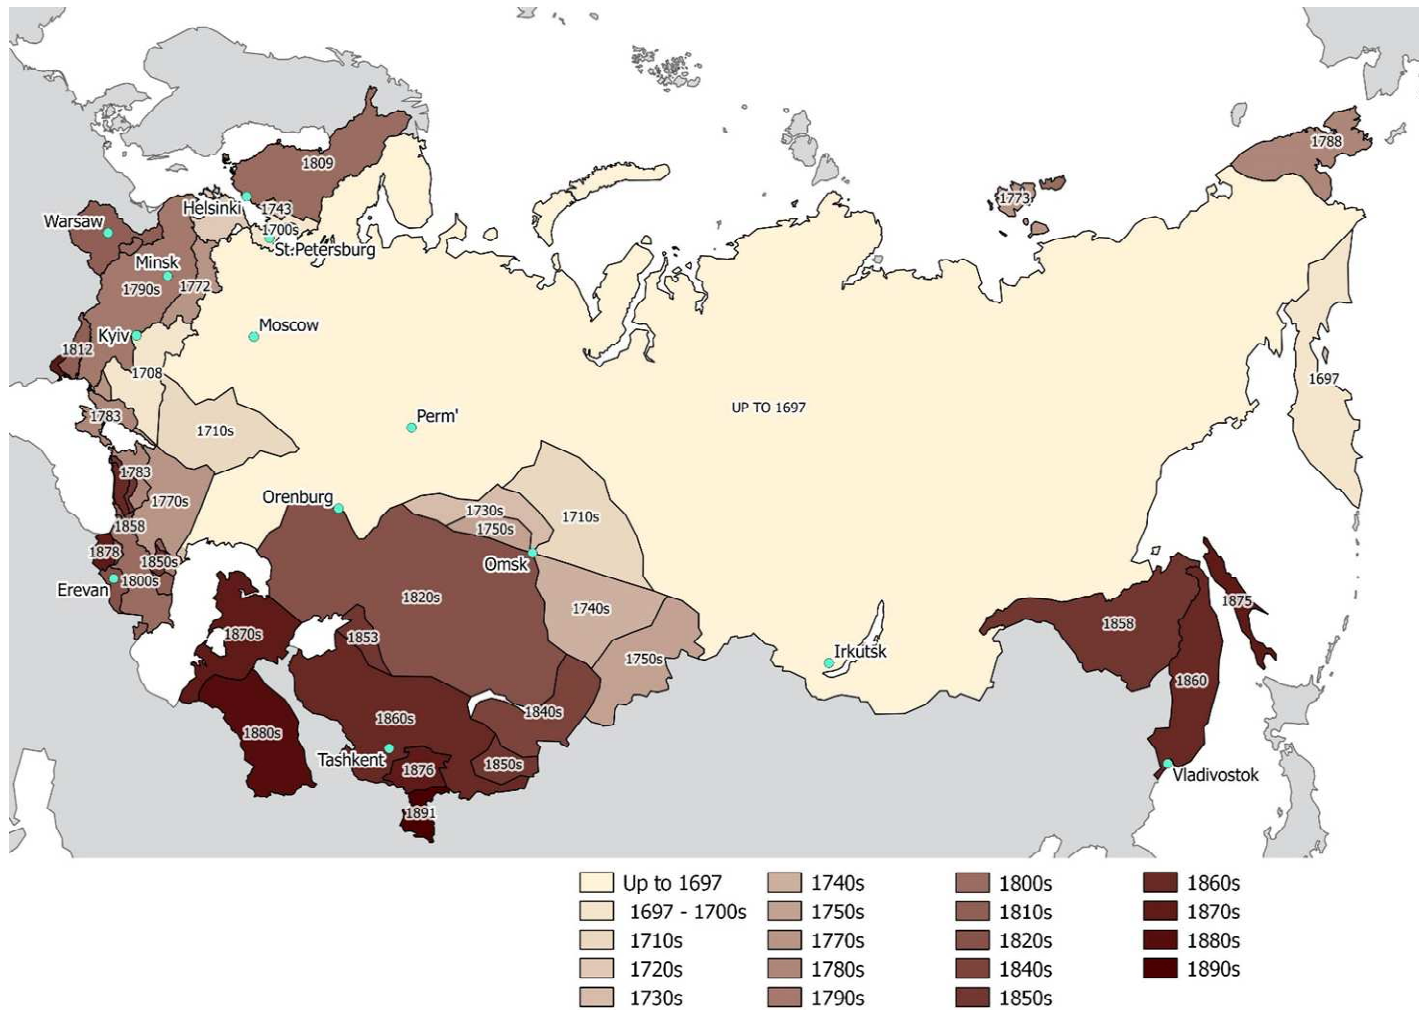 1788
1809
1773
Helsinki
1743
Warsaw
1700s
St.Petersburg
Minsk
1790s
1772
Moscow
Kyiv
1812
1708
1697
UP TO 1697
1783
Perm'
1710s
1783
Orenburg
1770s
1730s
1710s
1858
1750s
1878
1850s
Omsk
Erevan
1800s
1820s
1740s
1875
1870s
1853
1858
1750s
Irkutsk
1860
1840s
1860s
1880s
Tashkent
1876
1850s
Vladivostok
1891
Up to 1697
1697 - 1700s
1710s
1720s
1730s
1740s
1750s
1770s
1780s
1790s
1800s
1810s
1820s
1840s
1850s
1860s
1870s
1880s
1890s